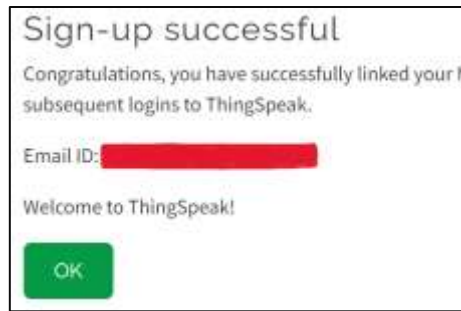 Sign-up successful
Congratulations, you have successfully linked your
subsequent logins to ThingSpeak.
Email ID:
Welcome to ThingSpeak!
OK